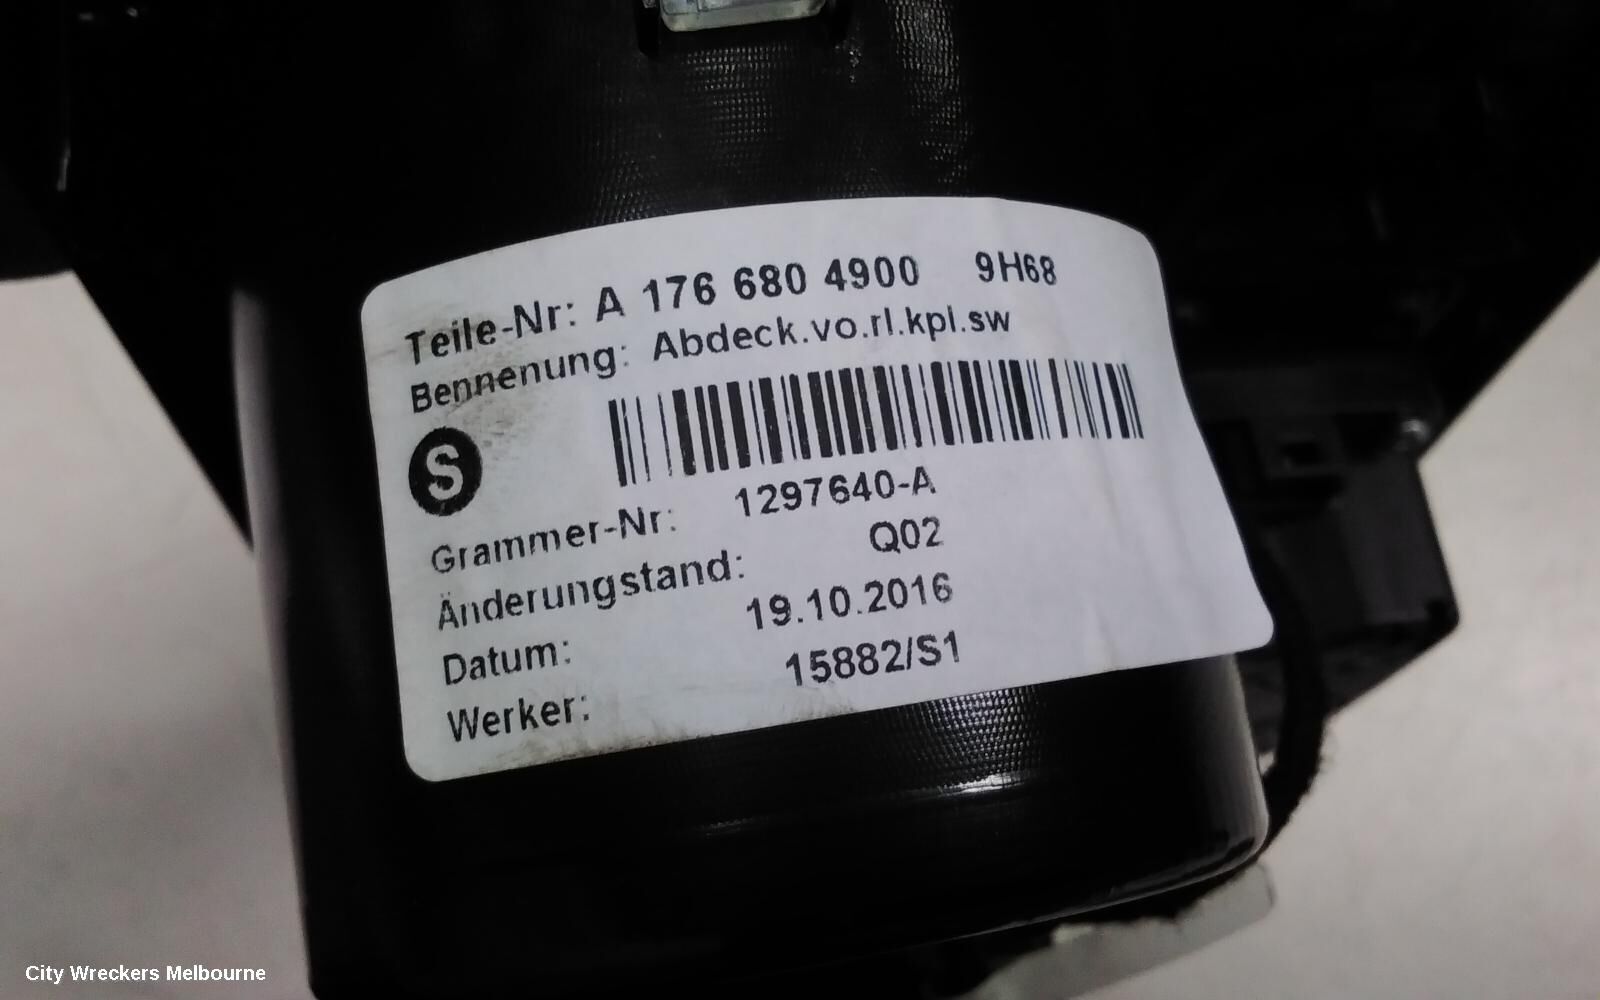 Teile-Nr: A 176 680 4900 9H68
Bennenung: Abdeck.vo.rl.kpl.sw
S
Grammer-Nr: 1297640-A
Änderungstand: Q02
Datum: 19.10.2016
Werker: 15882/S1
City Wreckers Melbourne